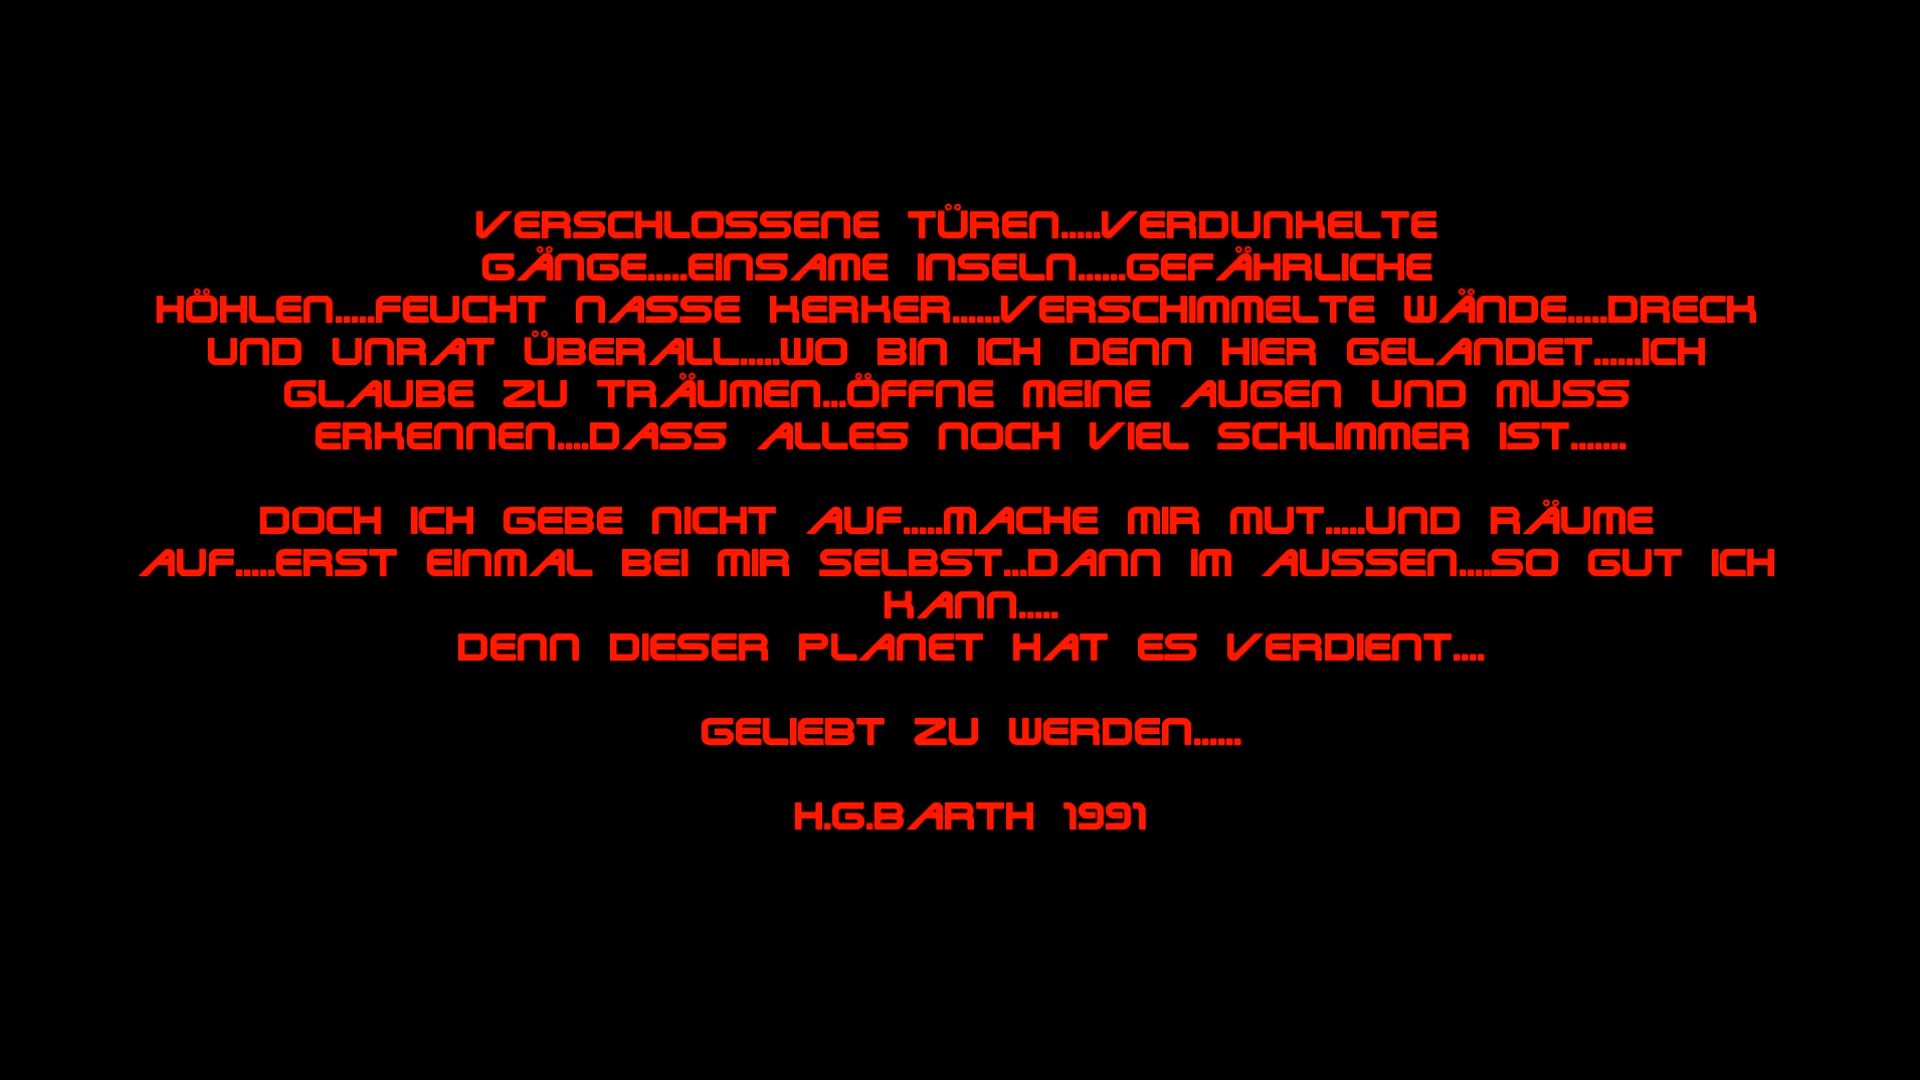 VERSCHLOSSENE TÜREN.....VERDUNKELTE
GÄNGE.....EINSAME INSELN......GEFÄHRLICHE
HÖHLEN.....FEUCHT NASSE KERKER......VERSCHIMMELTE WÄNDE.....DRECK
UND UNRAT ÜBERALL.....WO BIN ICH DENN HIER GELANDET......ICH
GLAUBE ZU TRÄUMEN...ÖFFNE MEINE AUGEN UND MUSS
ERKENNEN....DASS ALLES NOCH VIEL SCHLIMMER IST.......
DOCH ICH GEBE NICHT AUF.....MACHE MIR MUT.....UND RÄUME
AUF.....ERST EINMAL BEI MIR SELBST...DANN IM AUSSEN....SO GUT ICH
KANN.....
DENN DIESER PLANET HAT ES VERDIENT....
GELIEBT ZU WERDEN......
H.G.BARTH 1991